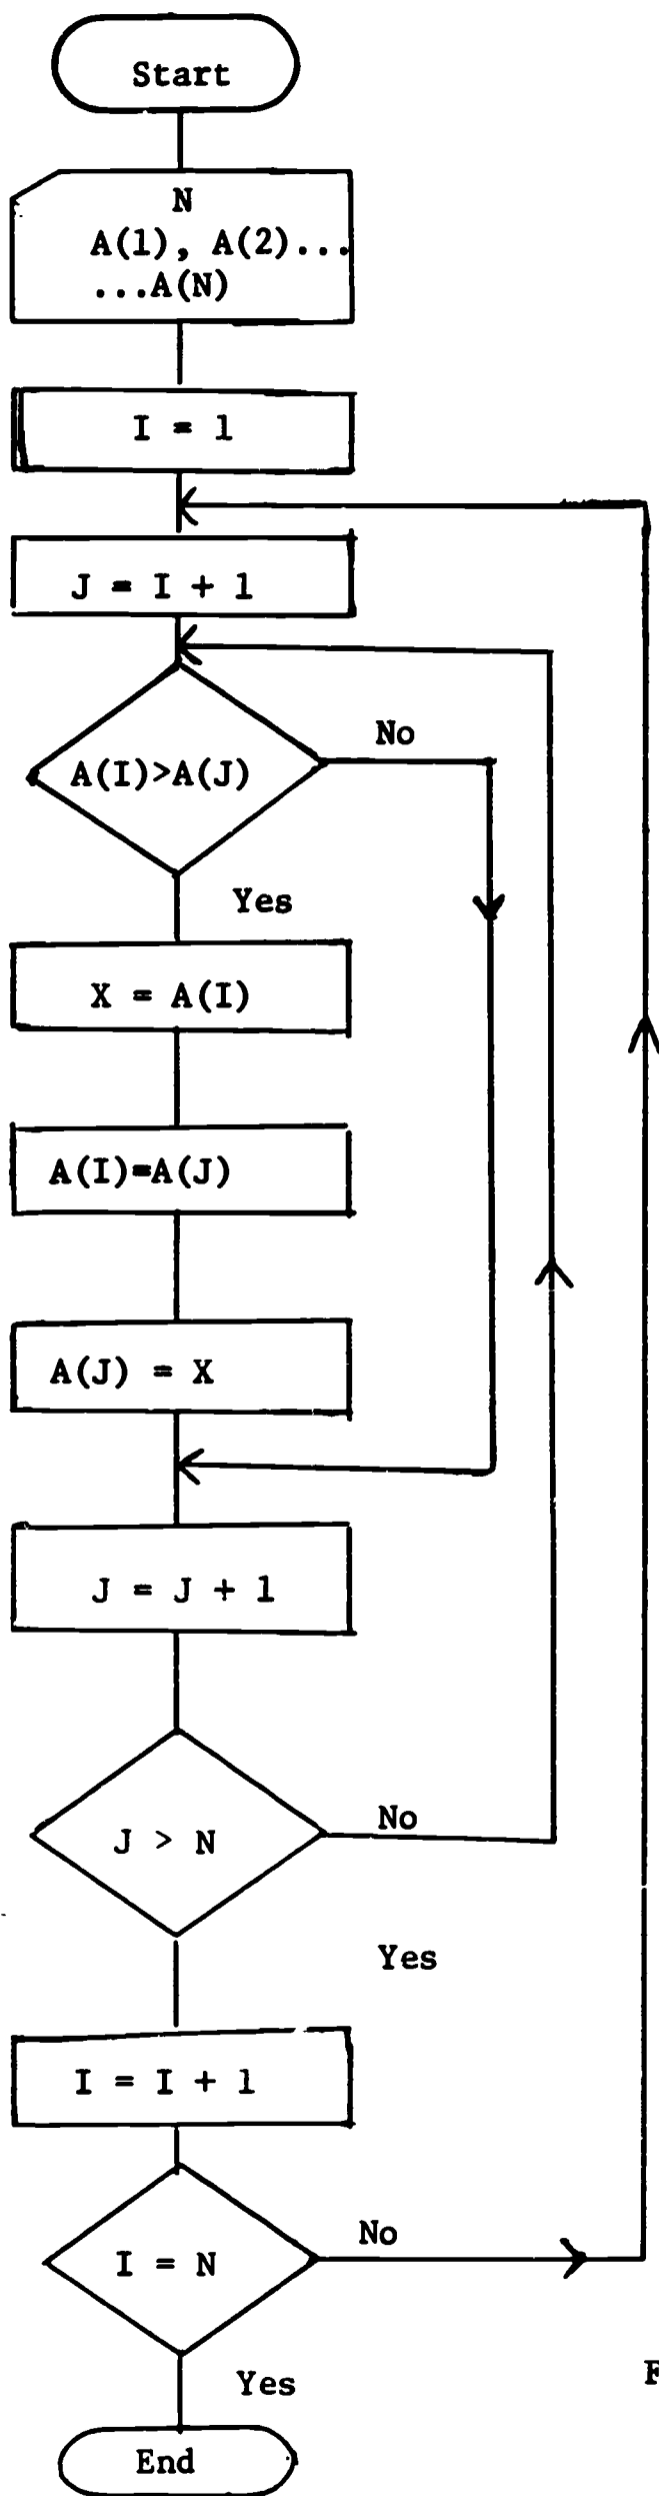 Start
N
A(1), A(2)...
...A(N)
I = 1
J = I + 1
A(I)>A(J)
No
Yes
X = A(I)
A(I)=A(J)
A(J) = X
J = J + 1
J > N
No
Yes
I = I + 1
I = N
No
Yes
End